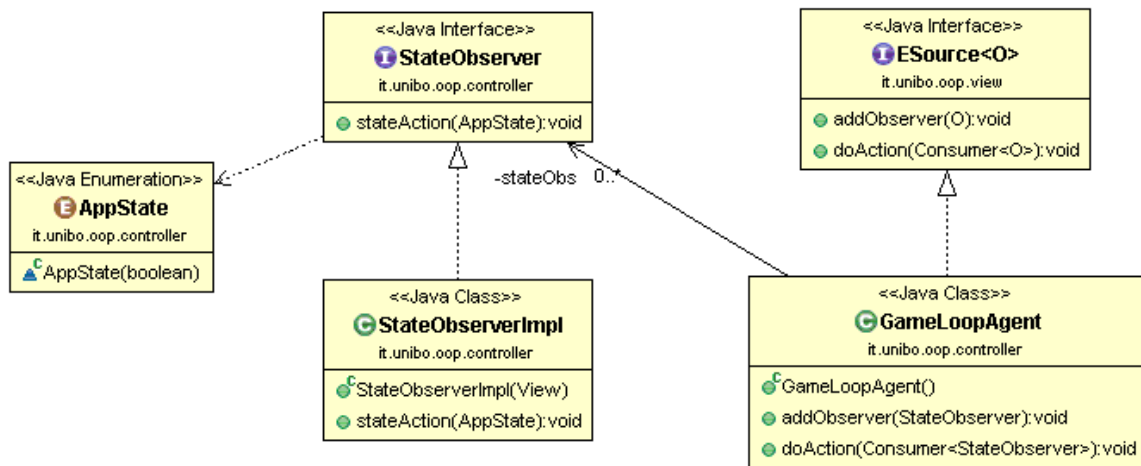 <<Java Interface>>
StateObserver
it.unibo.oop.controller
stateAction(AppState):void
<<Java Interface>>
ESource<O>
it.unibo.oop.view
addObserver(O):void
doAction(Consumer<O>):void
<<Java Enumeration>>
AppState
it.unibo.oop.controller
AppState(boolean)
-stateObs 0..*
<<Java Class>>
StateObserverImpl
it.unibo.oop.controller
StateObserverImpl(View)
stateAction(AppState):void
<<Java Class>>
GameLoopAgent
it.unibo.oop.controller
GameLoopAgent()
addObserver(StateObserver):void
doAction(Consumer<StateObserver>):void